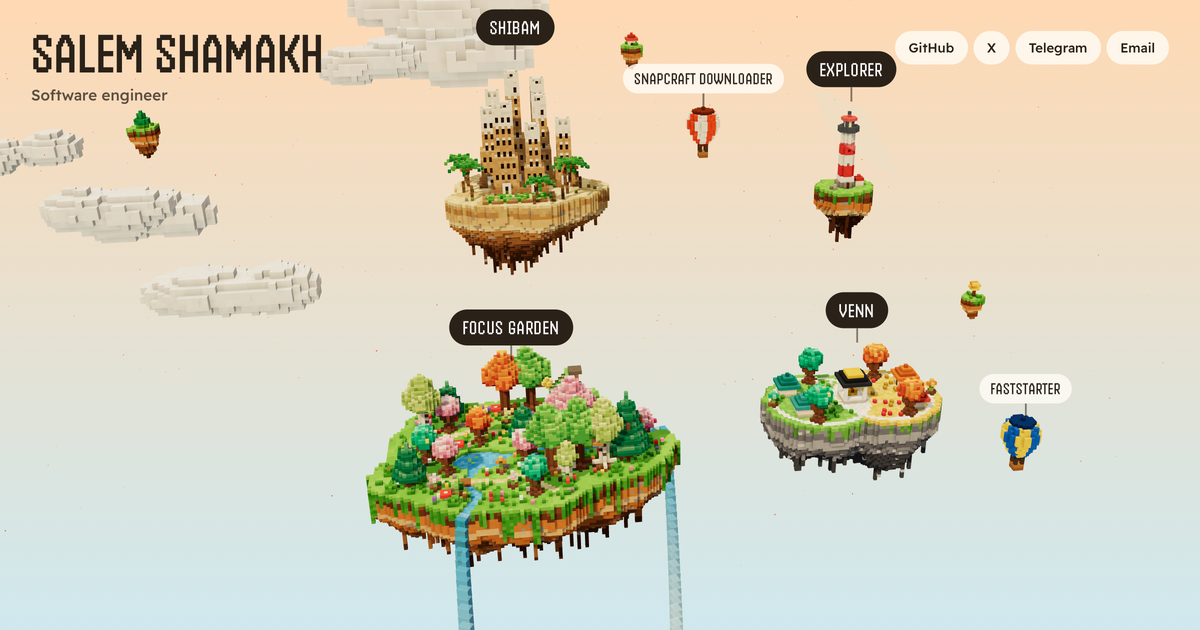 SALEM SHAMAKH
Software engineer
SHIBAM
SNAPCRAFT DOWNLOADER
EXPLORER
GitHub
X
Telegram
Email
FOCUS GARDEN
VENN
FASTSTARTER